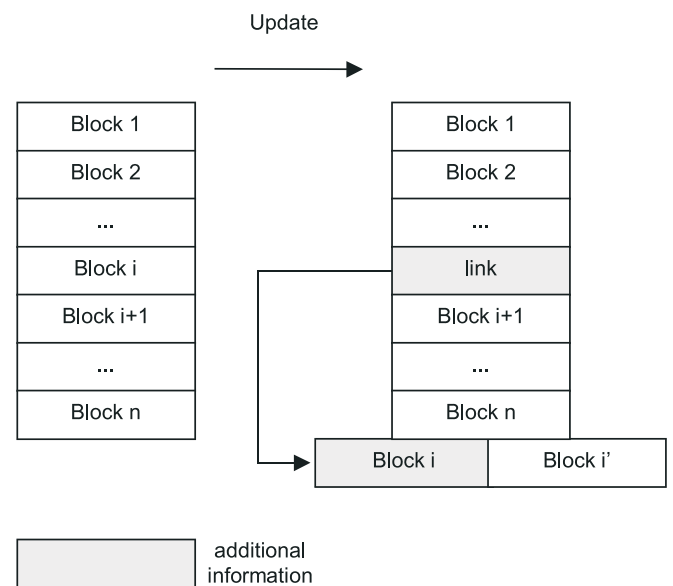 Update
Block 1
Block 2
...
Block i
Block i+1
...
Block n
Block 1
Block 2
...
link
Block i+1
...
Block n
Block i Block i’
additional
information